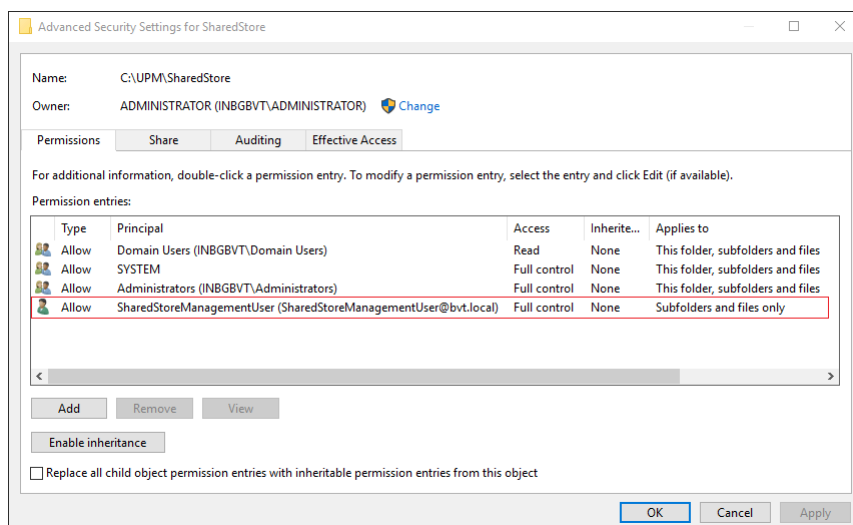 Advanced Security Settings for SharedStore
Name: C:\UPM\SharedStore
Owner: ADMINISTRATOR (INBGBVT\ADMINISTRATOR) Change
Permissions Share Auditing Effective Access
For additional information, double-click a permission entry. To modify a permission entry, select the entry and click Edit (if available).
Permission entries:
Type Principal Access Inherite... Applies to
Allow Domain Users (INBGBVT\Domain Users) Read None This folder, subfolders and files
Allow SYSTEM Full control None This folder, subfolders and files
Allow Administrators (INBGBVT\Administrators) Full control None This folder, subfolders and files
Allow SharedStoreManagementUser (SharedStoreManagementUser@bvt.local) Full control None Subfolders and files only
Add Remove View
Enable inheritance
Replace all child object permission entries with inheritable permission entries from this object
OK Cancel Apply